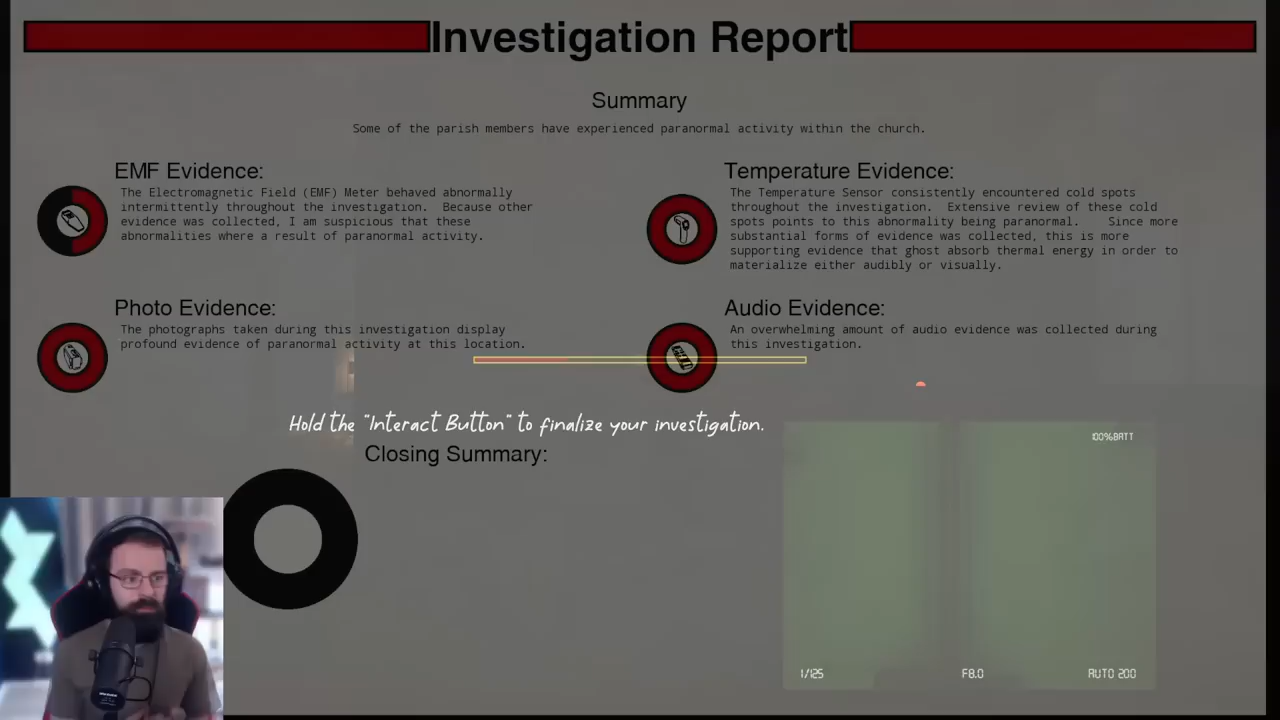 Investigation Report
Summary
Some of the parish members have experienced paranormal activity within the church.
EMF Evidence:
The Electromagnetic Field (EMF) Meter behaved abnormally
intermittently throughout the investigation. Because other
evidence was collected, I am suspicious that these
abnormalities where a result of paranormal activity.
Temperature Evidence:
The Temperature Sensor consistently encountered cold spots
throughout the investigation. Extensive review of these cold
spots points to this abnormality being paranormal. Since more
substantial forms of evidence was collected, this is more
supporting evidence that ghost absorb thermal energy in order to
materialize either audibly or visually.
Photo Evidence:
The photographs taken during this investigation display
profound evidence of paranormal activity at this location.
Audio Evidence:
An overwhelming amount of audio evidence was collected during
this investigation.
Hold the "Interact Button" to finalize your investigation.
Closing Summary:
100%BATT
1/125
F8.0
AUTO 200